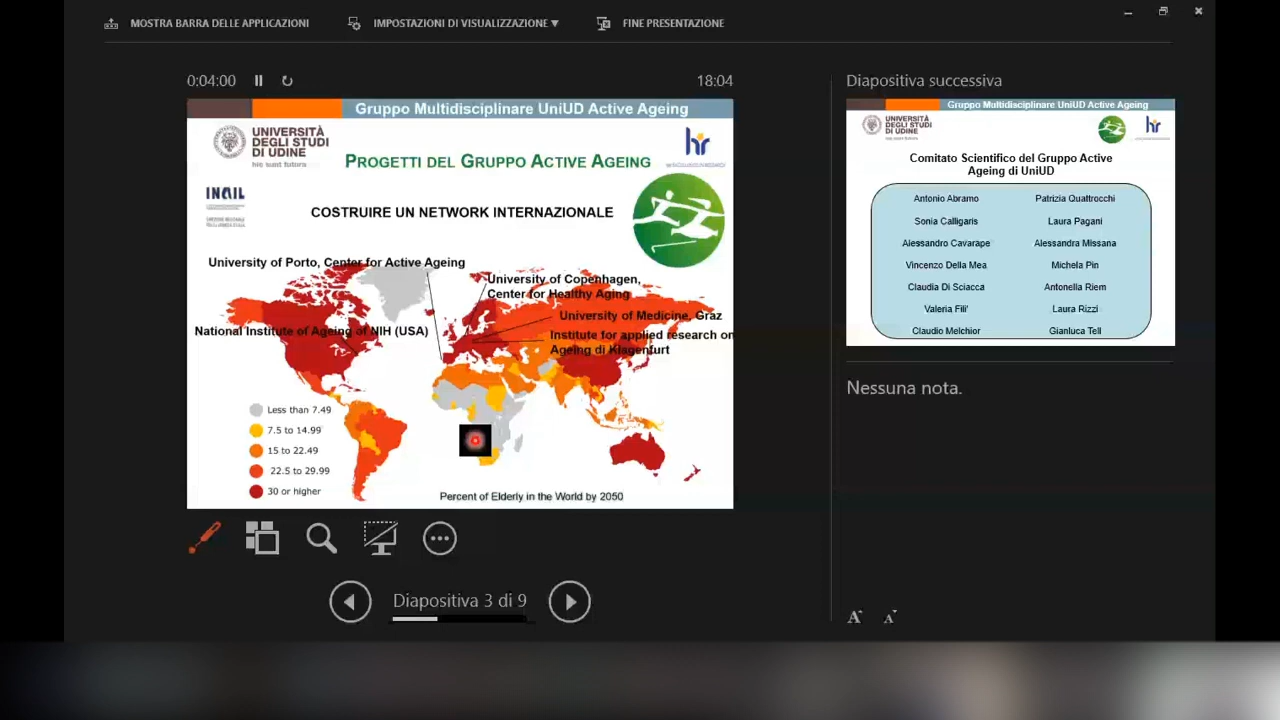 MOSTRA BARRA DELLE APPLICAZIONI
IMPOSTAZIONI DI VISUALIZZAZIONE ▼
FINE PRESENTAZIONE
0:04:00
18:04
Gruppo Multidisciplinare UniUD Active Ageing
UNIVERSITÀ
DEGLI STUDI
DI UDINE
hic sunt futura
hr
PROGETTI DEL GRUPPO ACTIVE AGEING
INAIL
COSTRUIRE UN NETWORK INTERNAZIONALE
University of Porto, Center for Active Ageing
University of Copenhagen,
Center for Healthy Aging
University of Medicine, Graz
National Institute of Ageing of NIH (USA)
Institute for applied research on
Ageing di Klagenfurt
Less than 7.49
7.5 to 14.99
15 to 22.49
22.5 to 29.99
30 or higher
Percent of Elderly in the World by 2050
Diapositiva 3 di 9
Diapositiva successiva
Gruppo Multidisciplinare UniUD Active Ageing
UNIVERSITÀ
DEGLI STUDI
DI UDINE
hic sunt futura
hr
Comitato Scientifico del Gruppo Active
Ageing di UniUD
Antonio Abramo
Patrizia Quattrocchi
Sonia Calligaris
Laura Pagani
Alessandro Cavarape
Alessandra Missana
Vincenzo Della Mea
Michela Pin
Claudia Di Sciacca
Antonella Riem
Valeria Fili'
Laura Rizzi
Claudio Melchior
Gianluca Tell
Nessuna nota.
A A